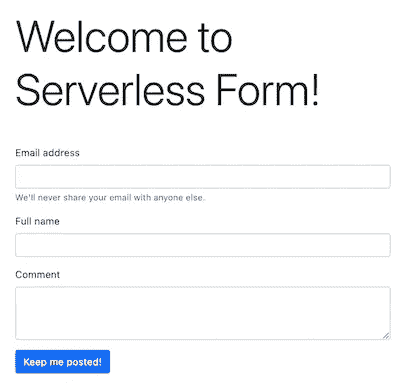 Welcome to
Serverless Form!
Email address
We'll never share your email with anyone else.
Full name
Comment
Keep me posted!